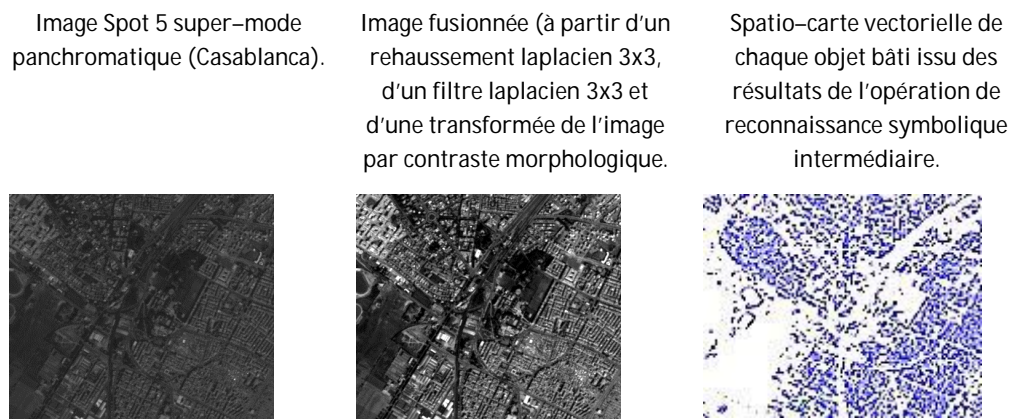 Image Spot 5 super–mode
panchromatique (Casablanca).
Image fusionnée (à partir d’un
rehaussement laplacien 3x3,
d’un filtre laplacien 3x3 et
d’une transformée de l’image
par contraste morphologique.
Spatio–carte vectorielle de
chaque objet bâti issu des
résultats de l’opération de
reconnaissance symbolique
intermédiaire.